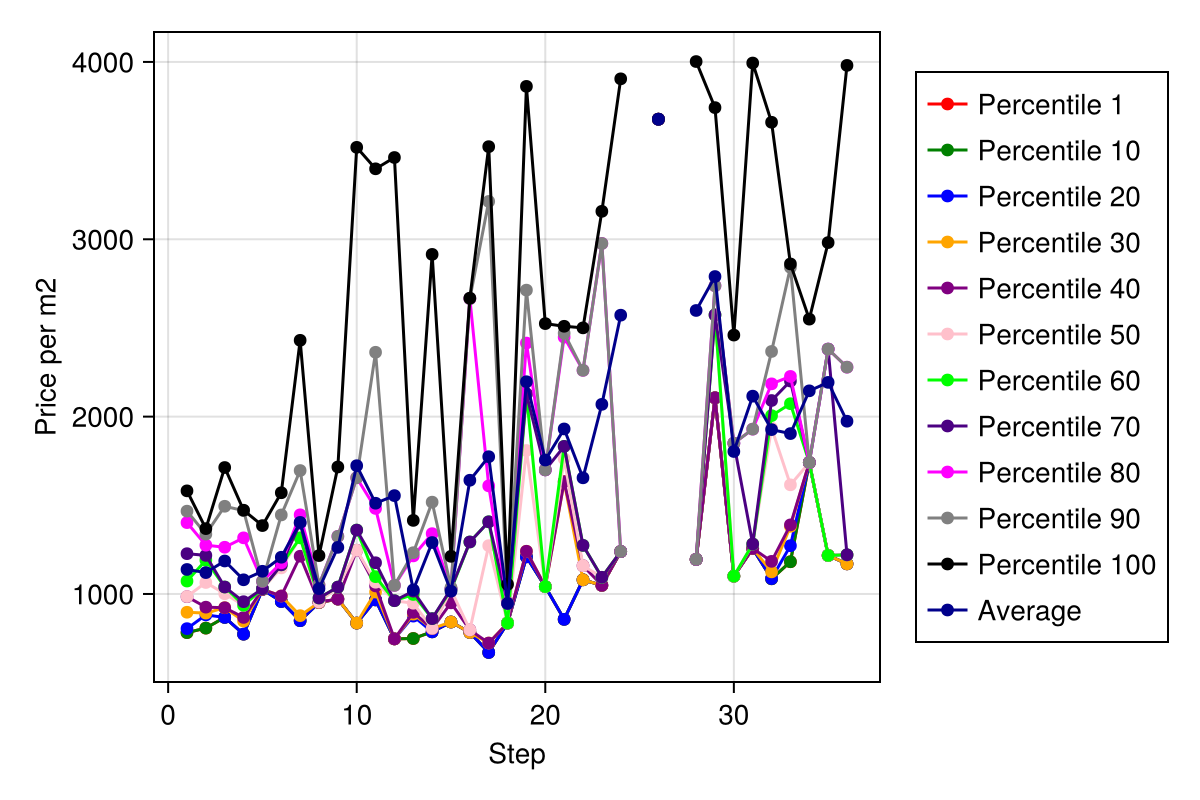 4000
3000
2000
1000
Price per m2
0 10 20 30
Step
Percentile 1
Percentile 10
Percentile 20
Percentile 30
Percentile 40
Percentile 50
Percentile 60
Percentile 70
Percentile 80
Percentile 90
Percentile 100
Average